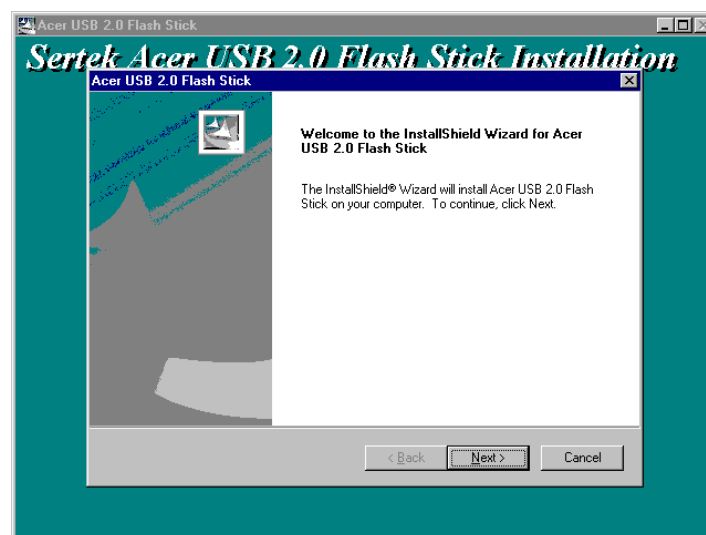 Acer USB 2.0 Flash Stick
Sertek Acer USB 2.0 Flash Stick Installation
Acer USB 2.0 Flash Stick
Welcome to the InstallShield Wizard for Acer
USB 2.0 Flash Stick
The InstallShield® Wizard will install Acer USB 2.0 Flash
Stick on your computer. To continue, click Next.
< Back
Next >
Cancel